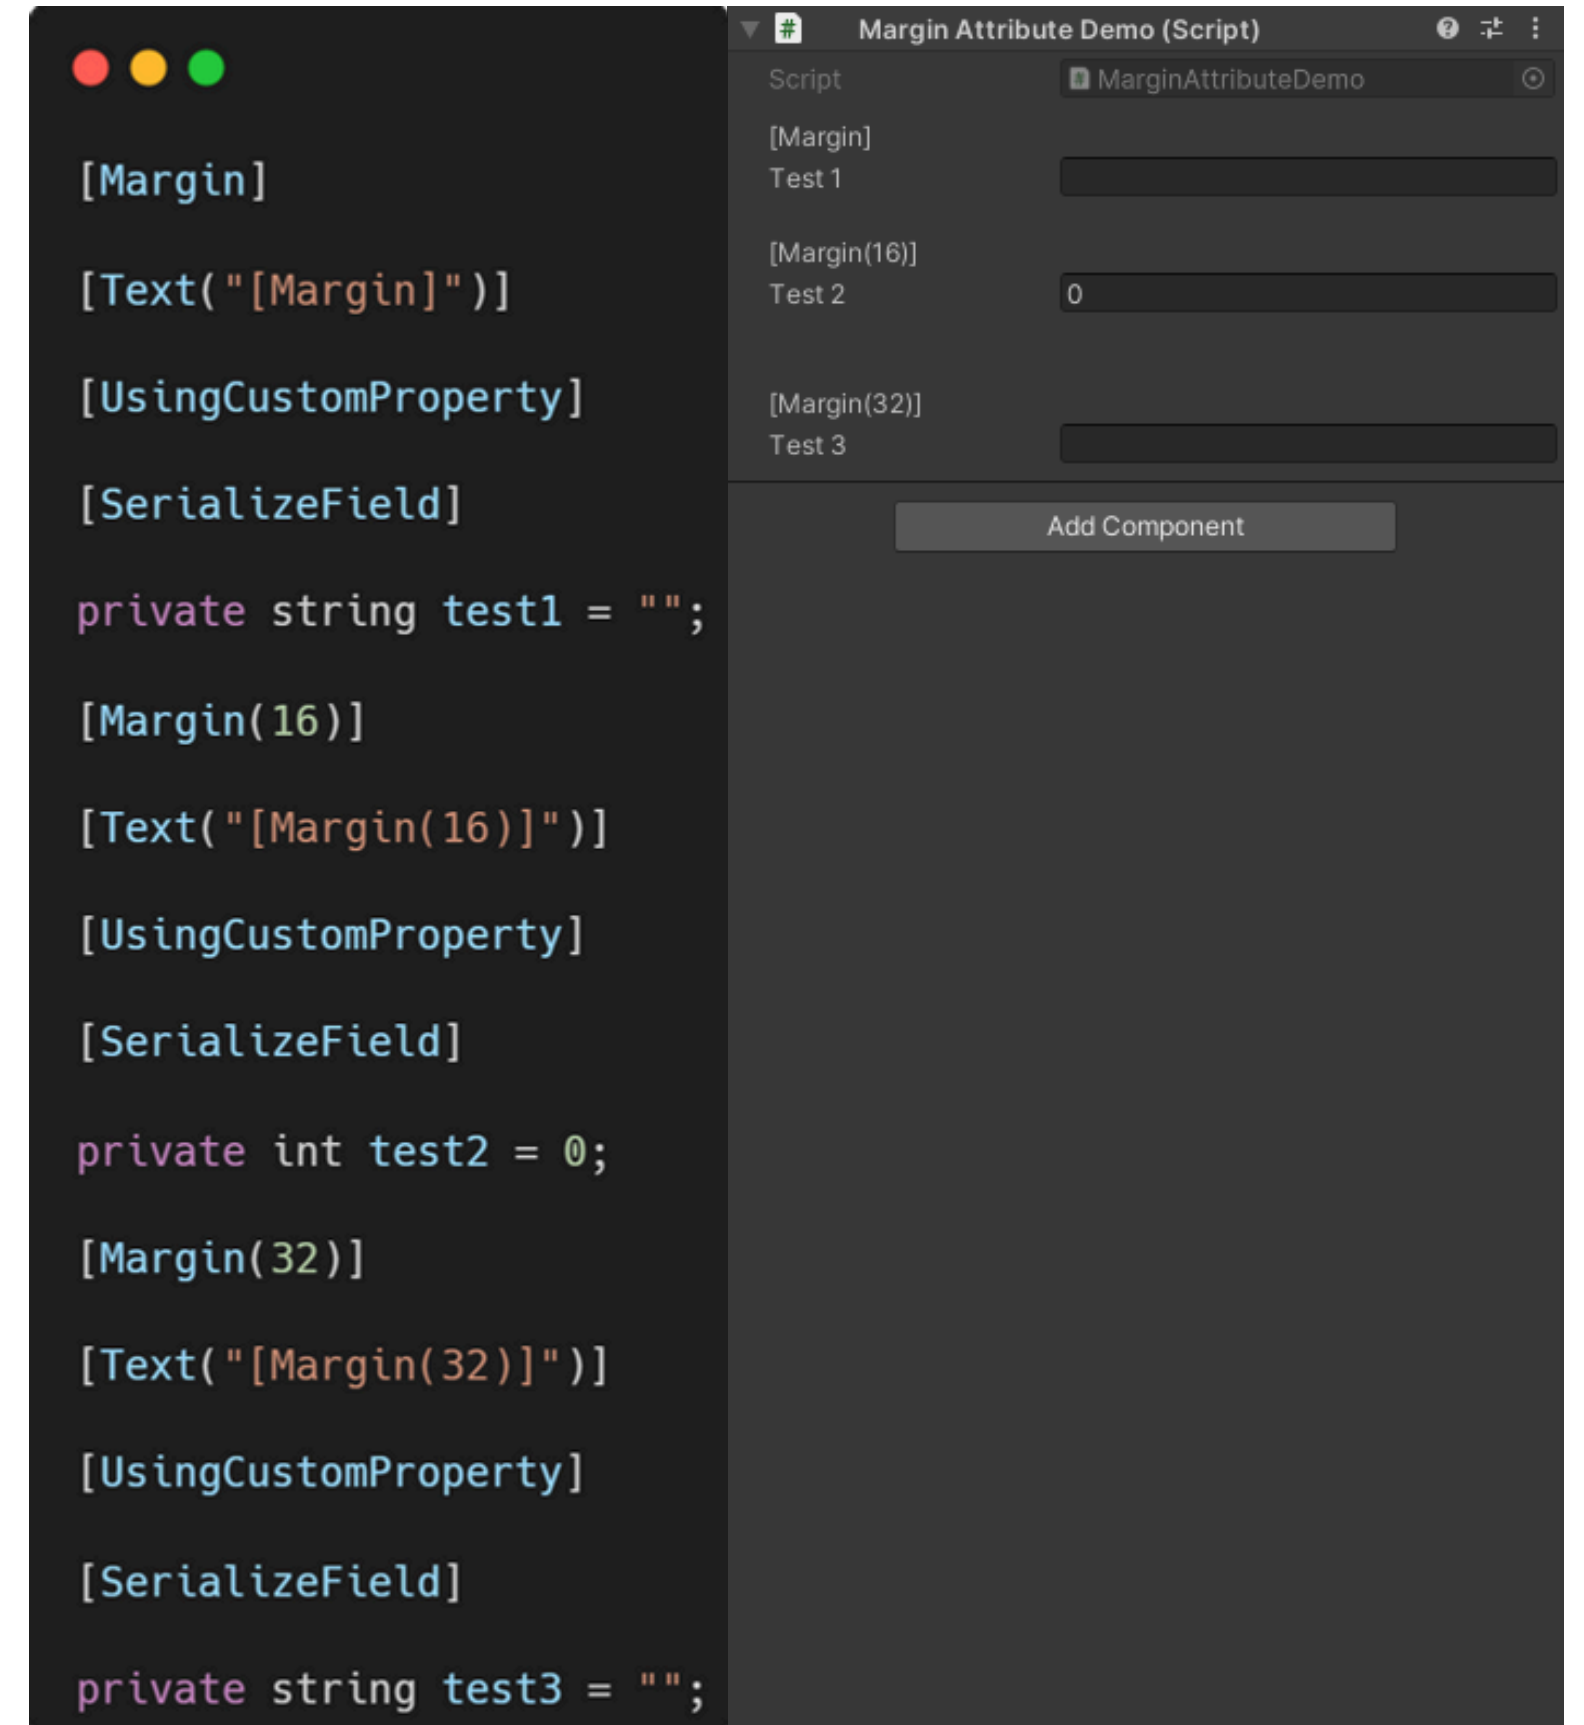 [Margin]
[Text("[Margin]")]
[UsingCustomProperty]
[SerializeField]
private string test1 = "";
[Margin(16)]
[Text("[Margin(16)]")]
[UsingCustomProperty]
[SerializeField]
private int test2 = 0;
[Margin(32)]
[Text("[Margin(32)]")]
[UsingCustomProperty]
[SerializeField]
private string test3 = "";
# Margin Attribute Demo (Script)
Script # MarginAttributeDemo
[Margin]
Test 1
[Margin(16)]
Test 2 0
[Margin(32)]
Test 3
Add Component